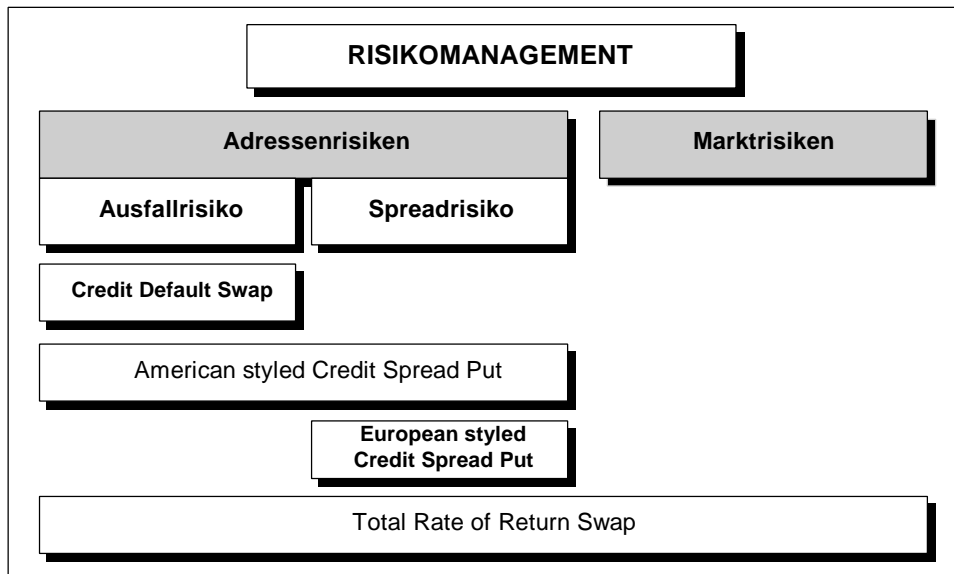 RISIKOMANAGEMENT
Adressenrisiken
Marktrisiken
Ausfallrisiko
Spreadrisiko
Credit Default Swap
American styled Credit Spread Put
European styled
Credit Spread Put
Total Rate of Return Swap